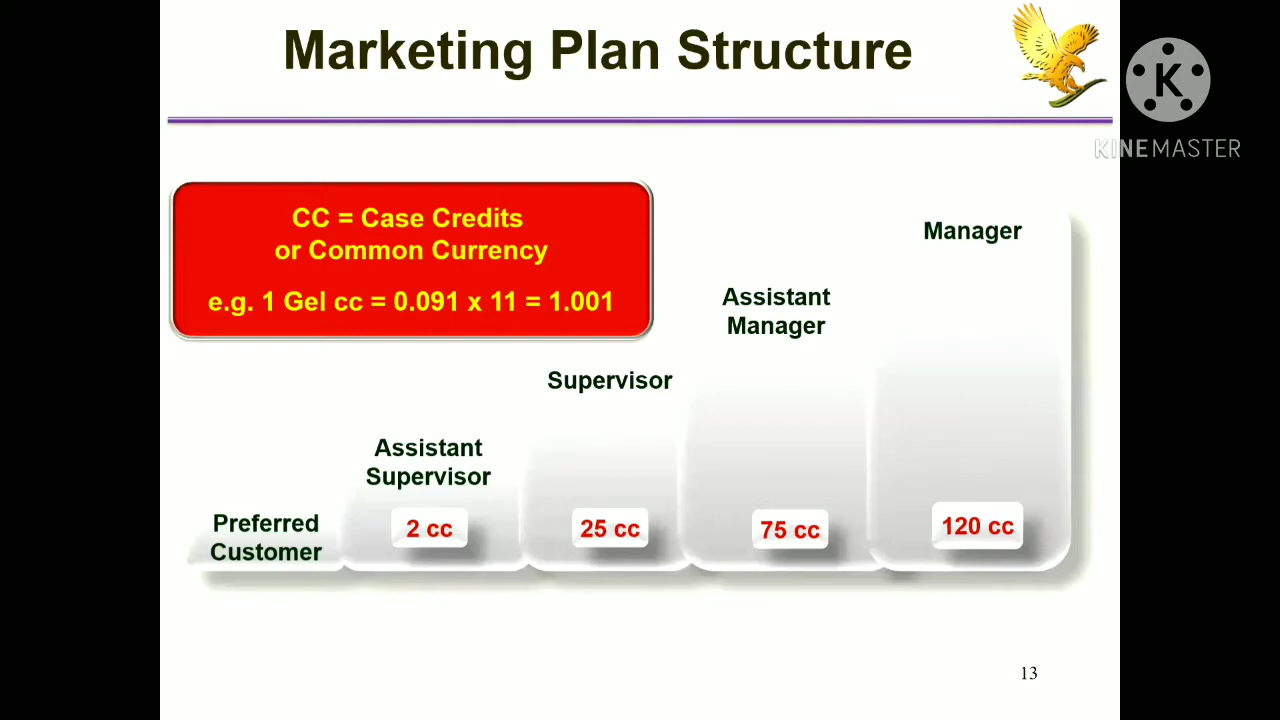 Marketing Plan Structure
K
KINEMASTER
CC = Case Credits
or Common Currency
e.g. 1 Gel cc = 0.091 x 11 = 1.001
Manager
Assistant
Manager
Supervisor
Assistant
Supervisor
Preferred
Customer
2 cc
25 cc
75 cc
120 cc
13